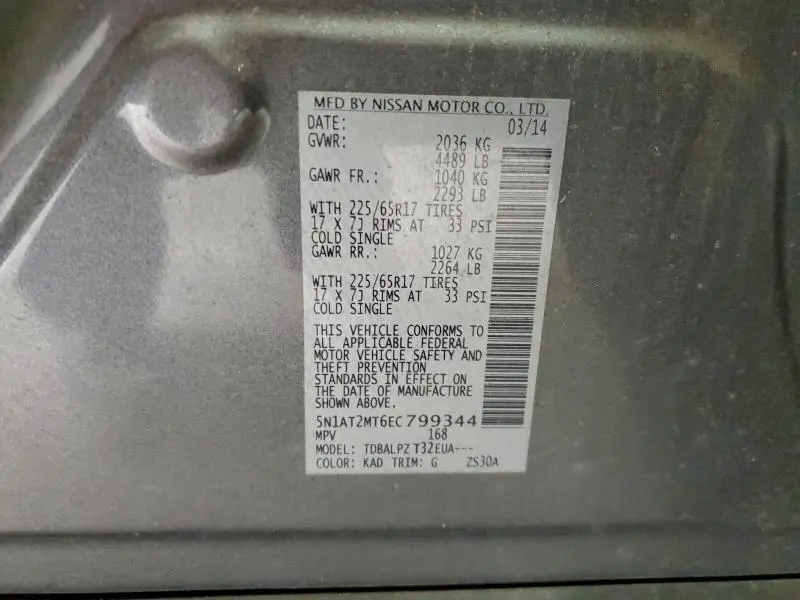 MFD BY NISSAN MOTOR CO., LTD.
DATE: 03/14
GVWR: 2036 KG
4489 LB
GAWR FR.: 1040 KG
2293 LB
WITH 225/65R17 TIRES
17 X 7J RIMS AT 33 PSI
COLD SINGLE
GAWR RR.: 1027 KG
2264 LB
WITH 225/65R17 TIRES
17 X 7J RIMS AT 33 PSI
COLD SINGLE
THIS VEHICLE CONFORMS TO
ALL APPLICABLE FEDERAL
MOTOR VEHICLE SAFETY AND
THEFT PREVENTION
STANDARDS IN EFFECT ON
THE DATE OF MANUFACTURE
SHOWN ABOVE.
5N1AT2MT6EC799344
MPV 168
MODEL: TDBALPZ T32EUA---
COLOR: KAD TRIM: G ZS30A